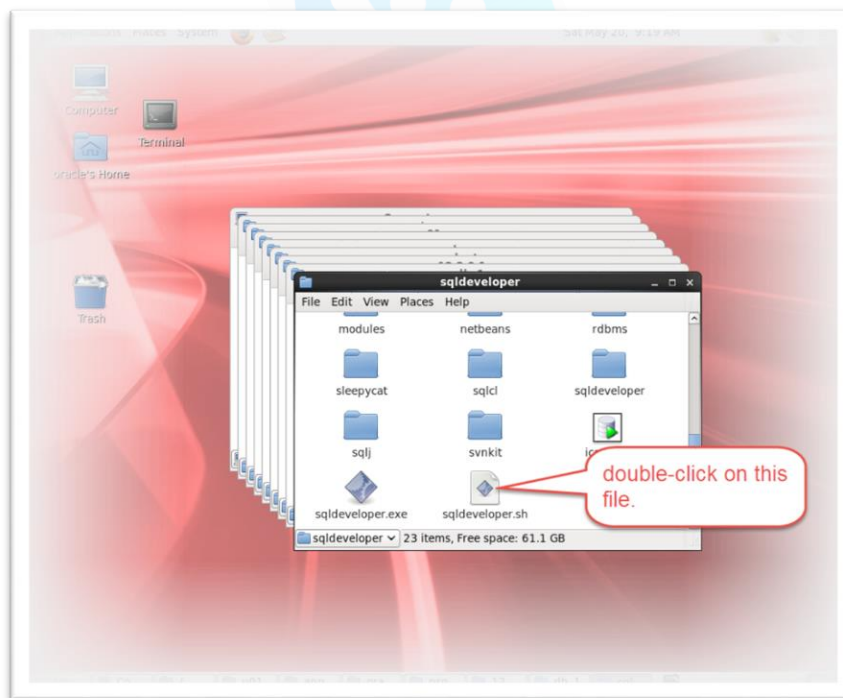 Places System
Sat May 26, 9:19 AM
Computer
Terminal
oracle's Home
Trash
sqldeveloper
File Edit View Places Help
modules netbeans rdbms
sleepycat sqlcl sqldeveloper
sqlj svnkit
double-click on this
file.
sqldeveloper.exe sqldeveloper.sh
sqldeveloper 23 items, Free space: 61.1 GB